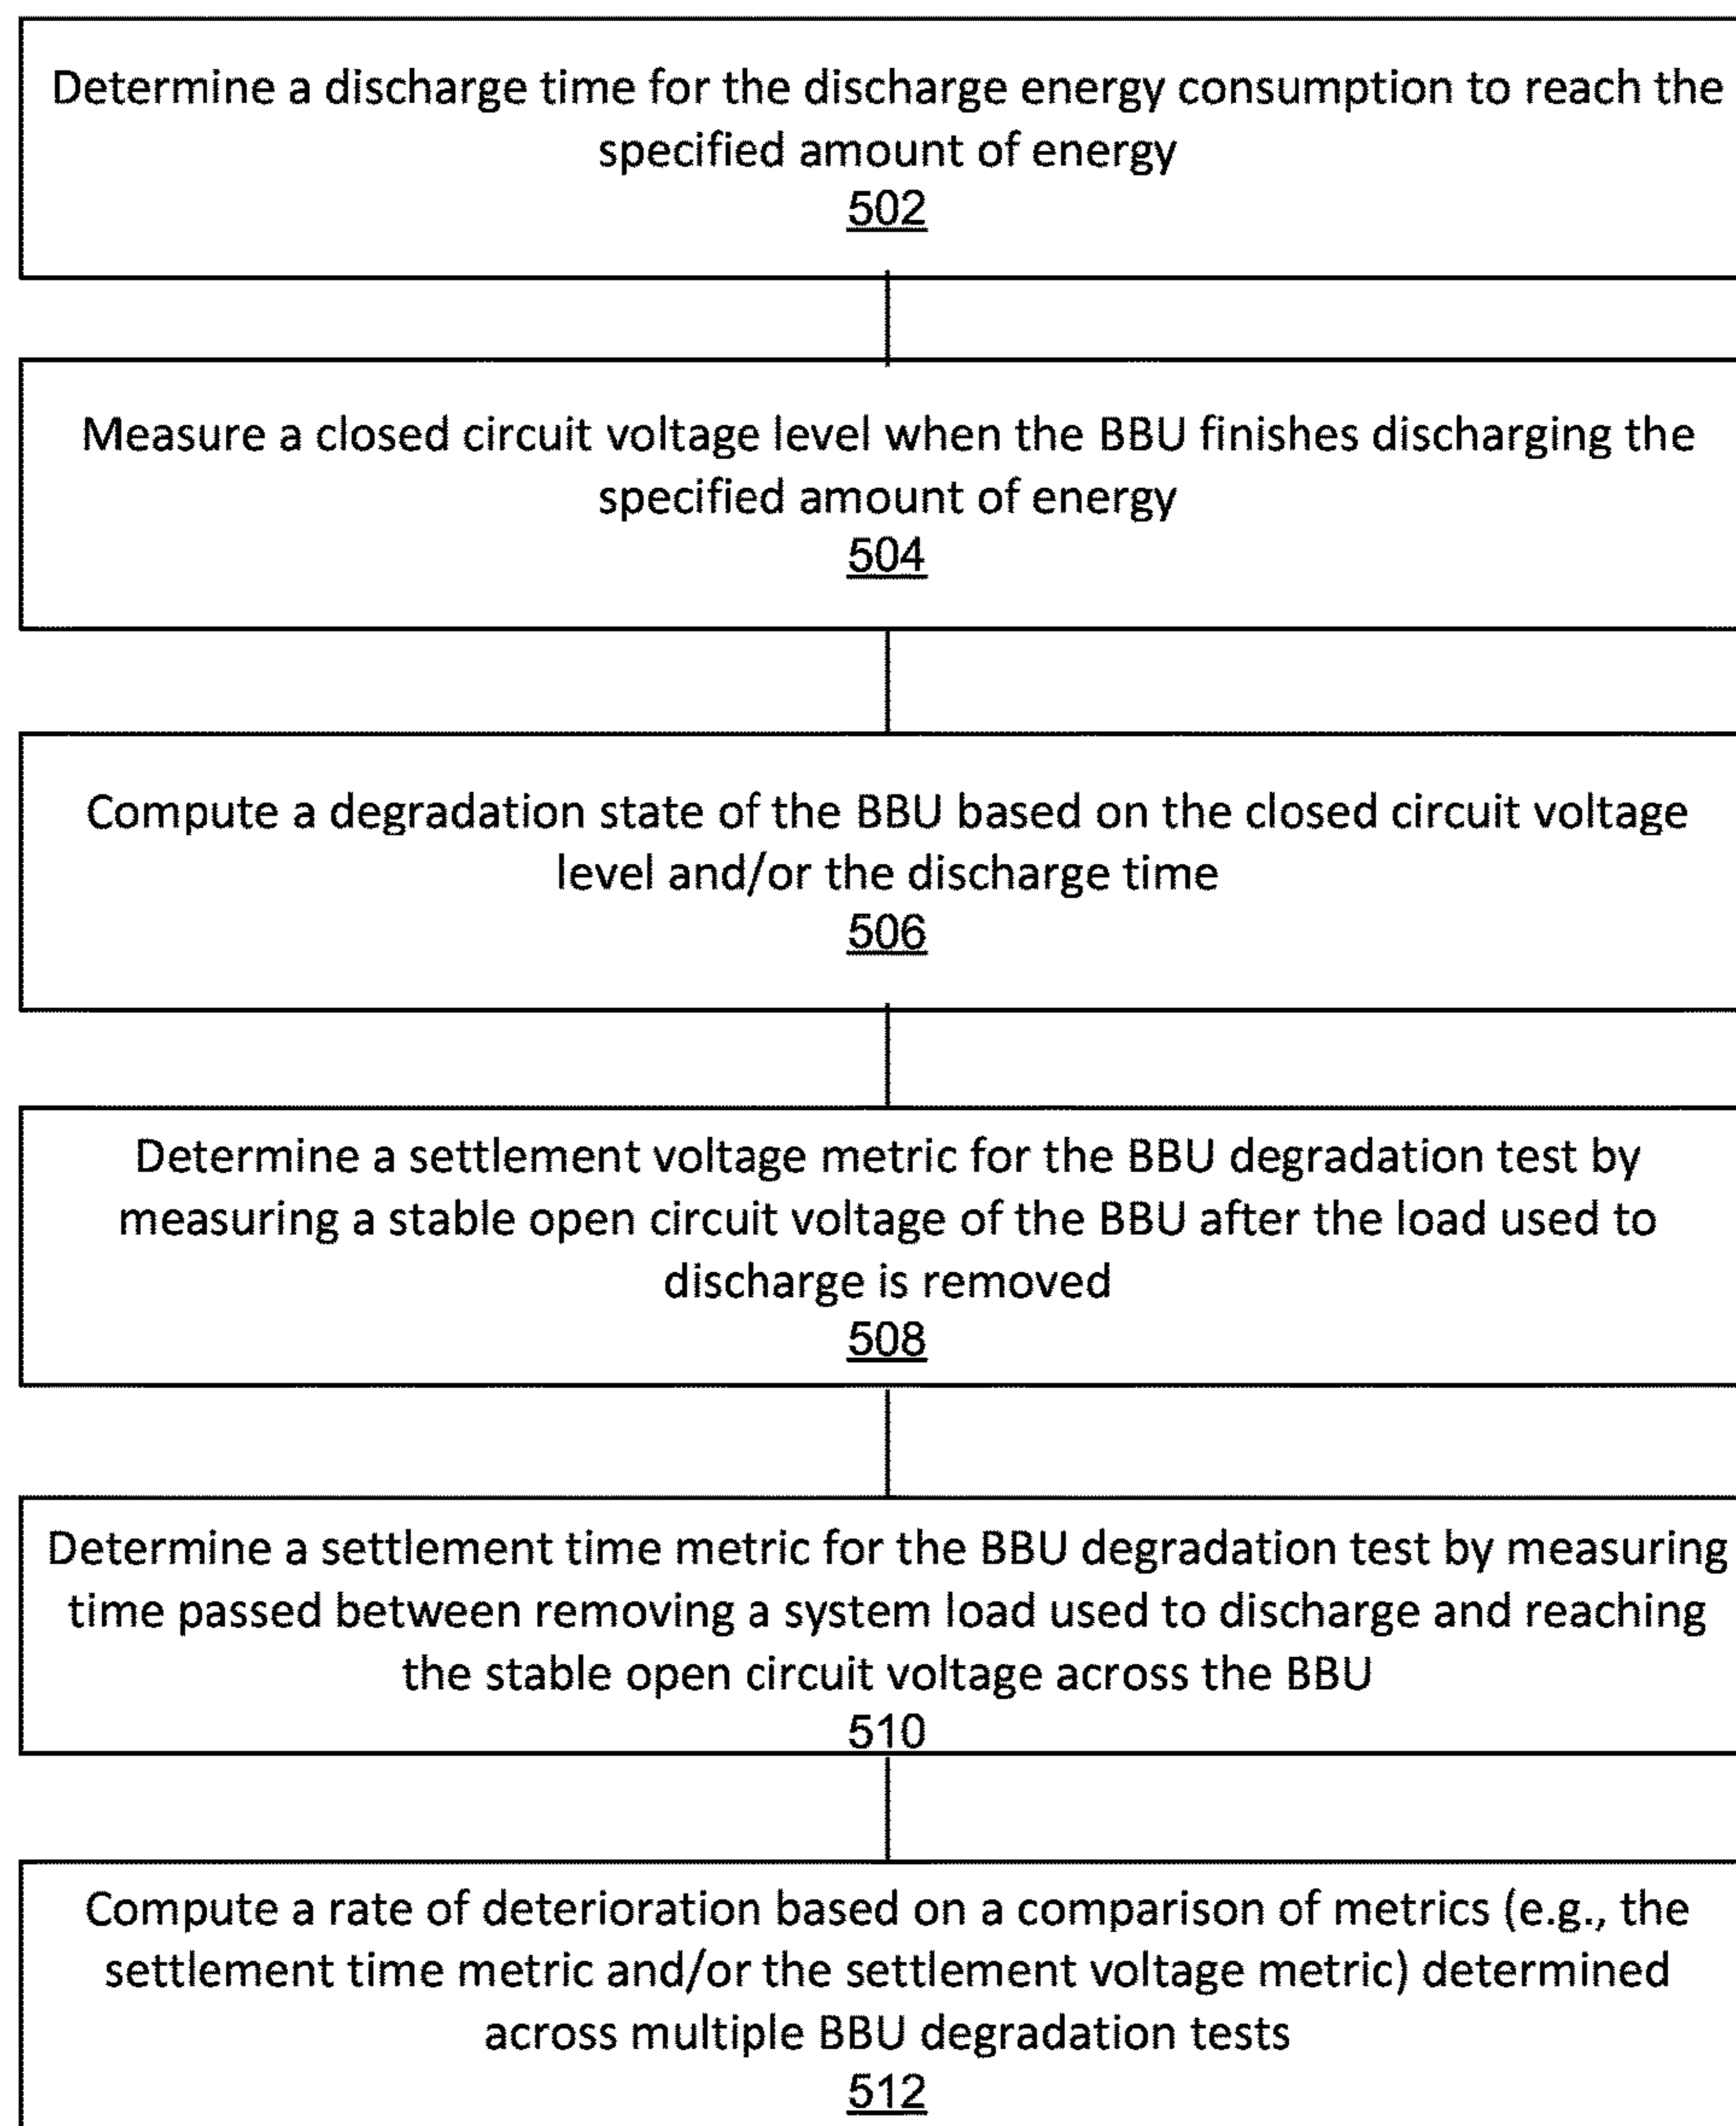 Determine a discharge time for the discharge energy consumption to reach the
specified amount of energy
502
Measure a closed circuit voltage level when the BBU finishes discharging the
specified amount of energy
504
Compute a degradation state of the BBU based on the closed circuit voltage
level and/or the discharge time
506
Determine a settlement voltage metric for the BBU degradation test by
measuring a stable open circuit voltage of the BBU after the load used to
discharge is removed
508
Determine a settlement time metric for the BBU degradation test by measuring
time passed between removing a system load used to discharge and reaching
the stable open circuit voltage across the BBU
510
Compute a rate of deterioration based on a comparison of metrics (e.g., the
settlement time metric and/or the settlement voltage metric) determined
across multiple BBU degradation tests
512